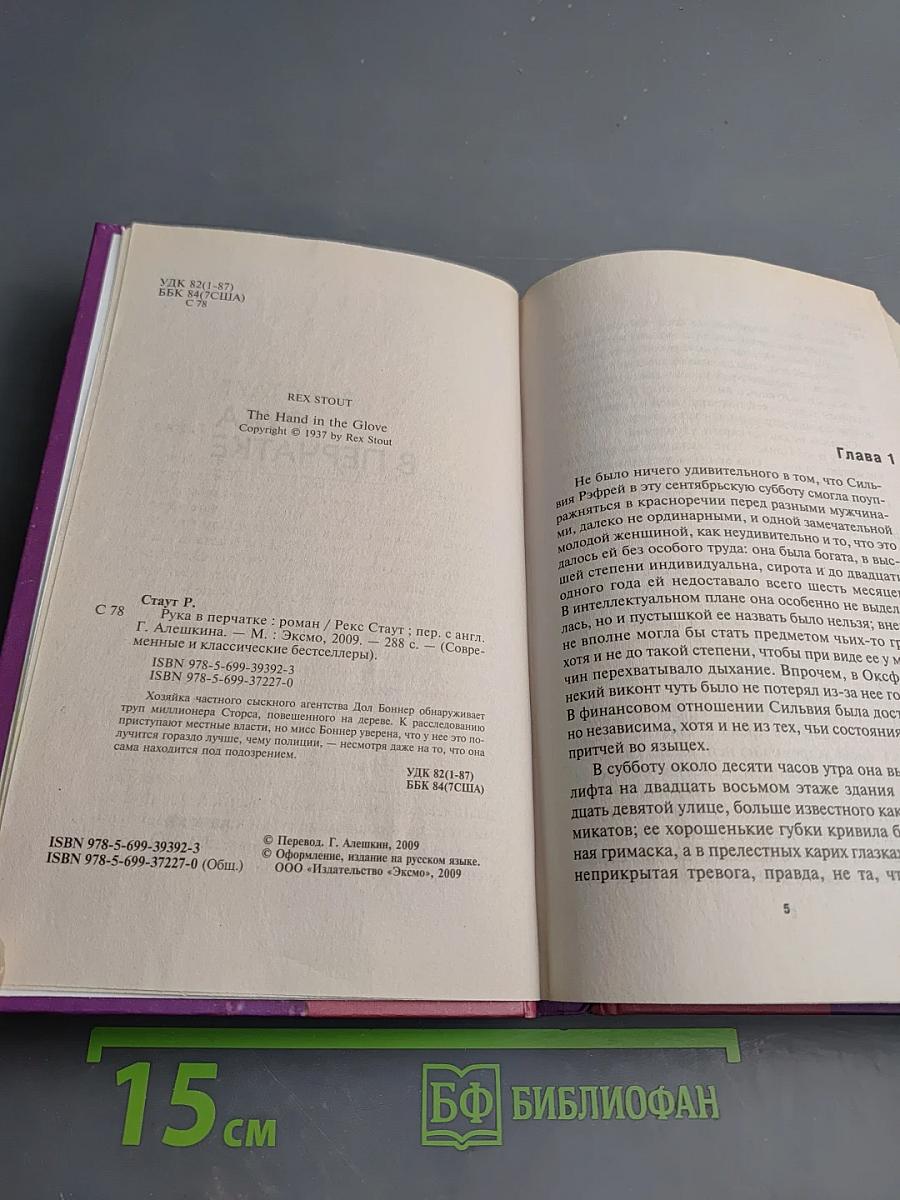 УДК 82(1-87)
ББК 84(7США)
С 78
REX STOUT
The Hand in the Glove
Copyright © 1937 by Rex Stout
Стаут Р.
С 78 Рука в перчатке : роман / Рекс Стаут ; пер. с англ.
Г. Алешкина. — М. : Эксмо, 2009. — 288 с. — (Совре-
менные и классические бестселлеры).
ISBN 978-5-699-39392-3
ISBN 978-5-699-37227-0
Хозяйка частного сыскного агентства Дол Боннер обнаруживает
труп миллионера Сторса, повешенного на дереве. К расследованию
приступают местные власти, но мисс Боннер уверена, что у нее это по-
лучится гораздо лучше, чему полиции, — несмотря даже на то, что она
сама находится под подозрением.
УДК 82(1-87)
ББК 84(7США)
ISBN 978-5-699-39392-3
ISBN 978-5-699-37227-0 (Общ.)
© Перевод. Г. Алешкин, 2009
© Оформление, издание на русском языке.
ООО «Издательство «Эксмо», 2009
Глава 1
Не было ничего удивительного в том, что Силь-
вия Рэфрей в эту сентябрьскую субботу смогла поуп-
ражняться в красноречии перед разными мужчина-
ми, далеко не ординарными, и одной замечательной
молодой женщиной, как неудивительно и то, что это
далось ей без особого труда: она была богата, в выс-
шей степени индивидуальна, сирота и до двадцати
одного года ей недоставало всего шесть месяце
В интеллектуальном плане она особенно не выдел
лась, но и пустышкой ее назвать было нельзя; вне
не вполне могла бы стать предметом чьих-то гр
хотя и не до такой степени, чтобы при виде ее у м
чин перехватывало дыхание. Впрочем, в Оксф
некий виконт чуть было не потерял из-за нее го
В финансовом отношении Сильвия была дост
но независима, хотя и не из тех, чьи состояния
притчей во языцех.
В субботу около десяти часов утра она вы
лифта на двадцать восьмом этаже здания
дцать девятой улице, больше известного как
микатов; ее хорошенькие губки кривила б
ная гримаска, а в прелестных карих глазках
неприкрытая тревога, правда, не та, чт
5
15 см
БФ БИБЛИОФАН